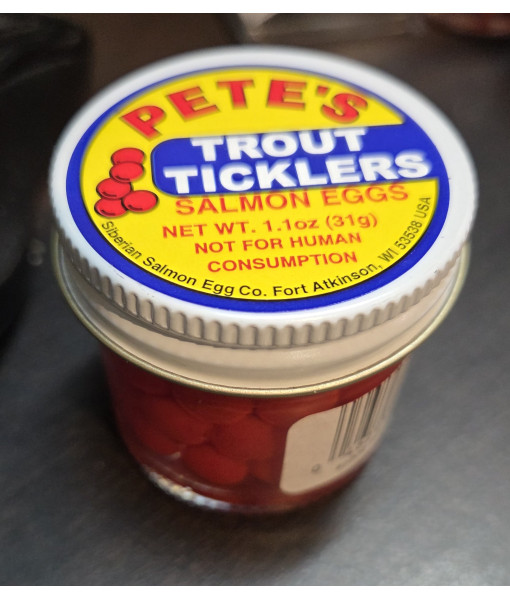 PETE'S
TROUT
TICKLERS
SALMON EGGS
NET WT. 1.1oz (31g)
NOT FOR HUMAN
CONSUMPTION
Siberian Salmon Egg Co. Fort Atkinson, WI 53538 USA